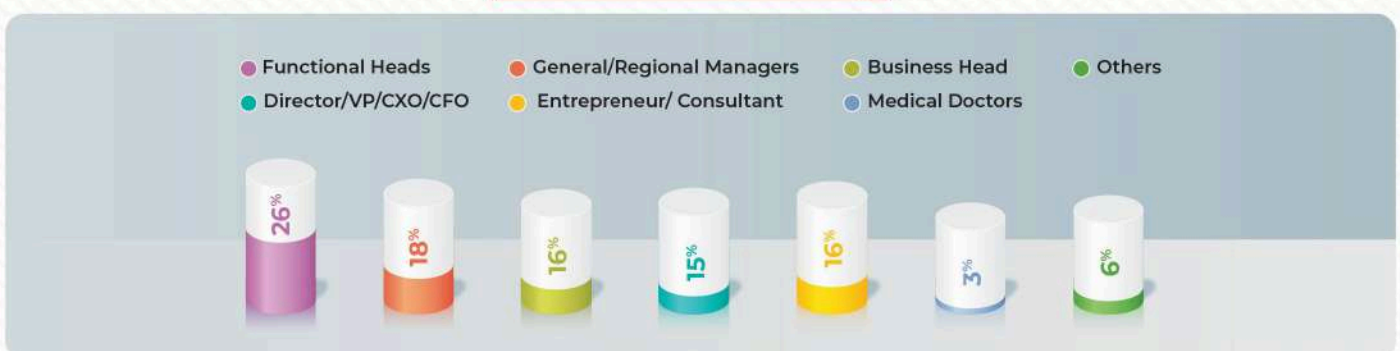 Functional Heads General/Regional Managers Business Head Others
Director/VP/CXO/CFO Entrepreneur/ Consultant Medical Doctors
26% 18% 16% 15% 16% 3% 6%